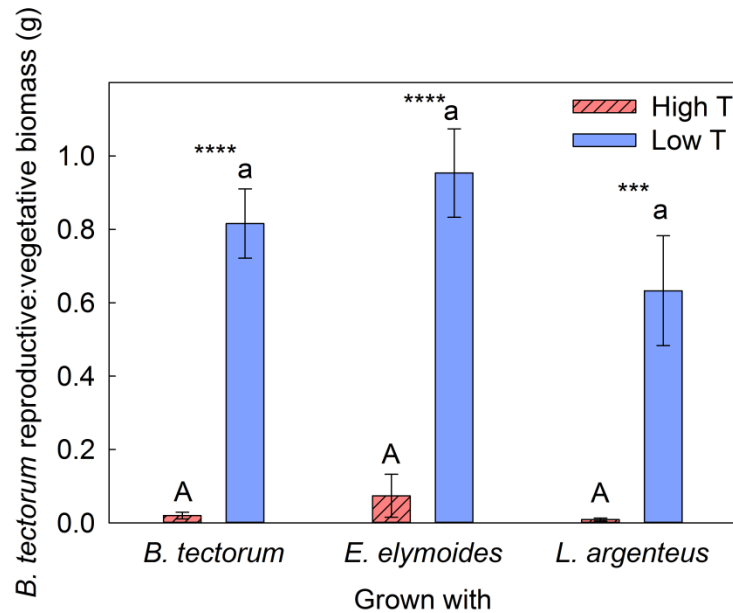 B. tectorum reproductive:vegetative biomass (g)
High T
Low T
1.0
0.8
0.6
0.4
0.2
0.0
****
a
****
a
***
a
A
A
A
B. tectorum
E. elymoides
L. argenteus
Grown with